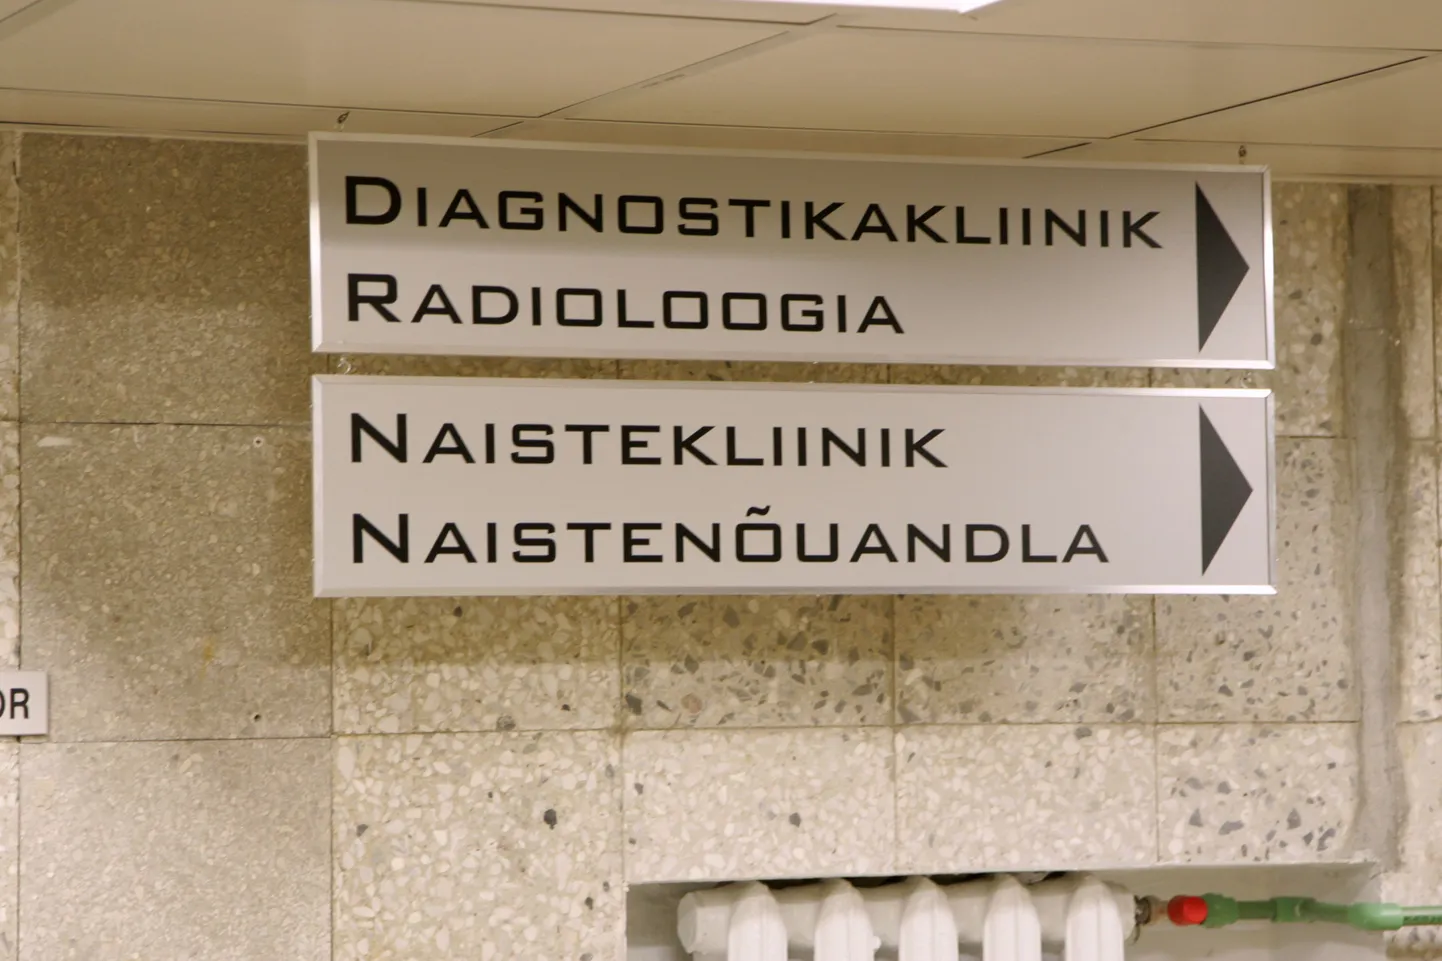 DIAGNOSTIKAKLIINIK
RADIOLOOGIA
NAISTEKLIINIK
NAISTENÕUANDLA